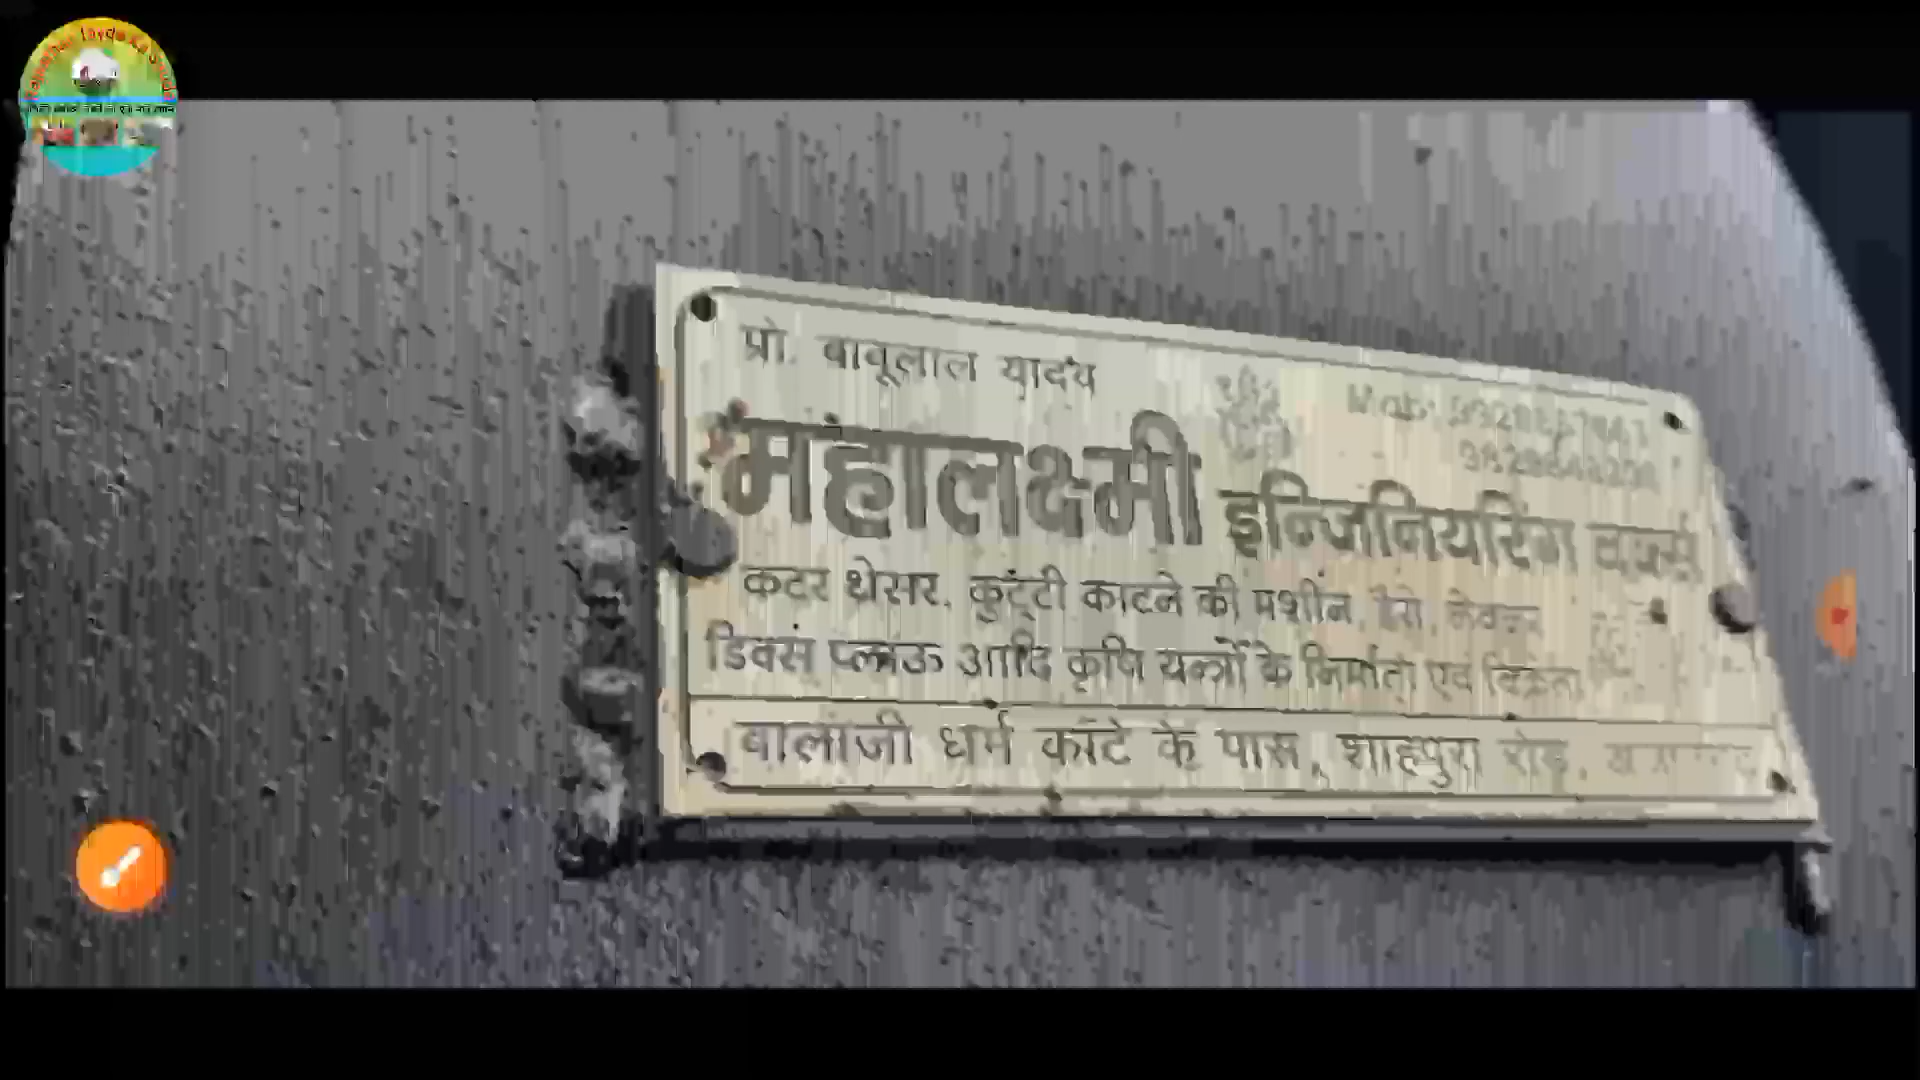 प्रो. बाबूलाल यादव
महालक्ष्मी इन्जिनियरिंग वर्क्स
कटर थ्रेसर, कुट्टी काटने की मशीन, हैरो,
डिक्स प्लाऊ आदि कृषि यन्त्रों के निर्माता एवं विक्रेता
बालाजी धर्म कांटे के पास, शाहपुरा रोड़,